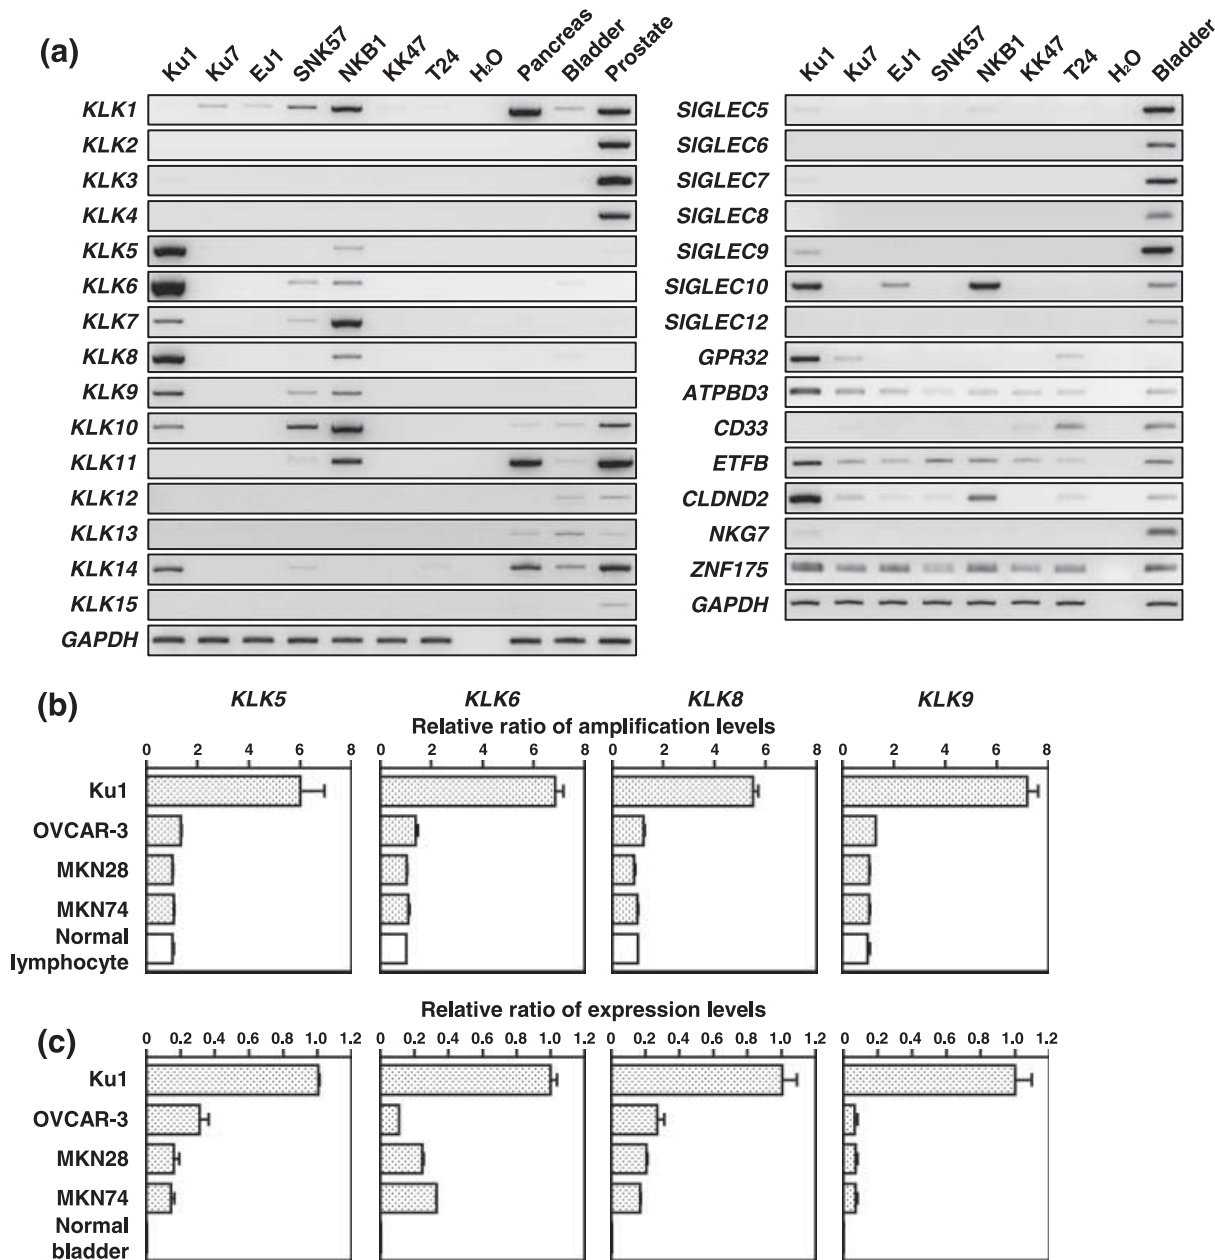 (a)
Ku1 Ku7 EJ1 SNK57 NKB1 KK47 T24 H₂O Pancreas Bladder Prostate
KLK1
KLK2
KLK3
KLK4
KLK5
KLK6
KLK7
KLK8
KLK9
KLK10
KLK11
KLK12
KLK13
KLK14
KLK15
GAPDH
Ku1 Ku7 EJ1 SNK57 NKB1 KK47 T24 H₂O Bladder
SIGLEC5
SIGLEC6
SIGLEC7
SIGLEC8
SIGLEC9
SIGLEC10
SIGLEC12
GPR32
ATPBD3
CD33
ETFB
CLDND2
NKG7
ZNF175
GAPDH
(b)
KLK5 KLK6 KLK8 KLK9
Relative ratio of amplification levels
0 2 4 6 8 0 2 4 6 8 0 2 4 6 8 0 2 4 6 8
Ku1
OVCAR-3
MKN28
MKN74
Normal
lymphocyte
(c)
Relative ratio of expression levels
0 0.2 0.4 0.6 0.8 1.0 1.2 0 0.2 0.4 0.6 0.8 1.0 1.2 0 0.2 0.4 0.6 0.8 1.0 1.2 0 0.2 0.4 0.6 0.8 1.0 1.2
Ku1
OVCAR-3
MKN28
MKN74
Normal
bladder